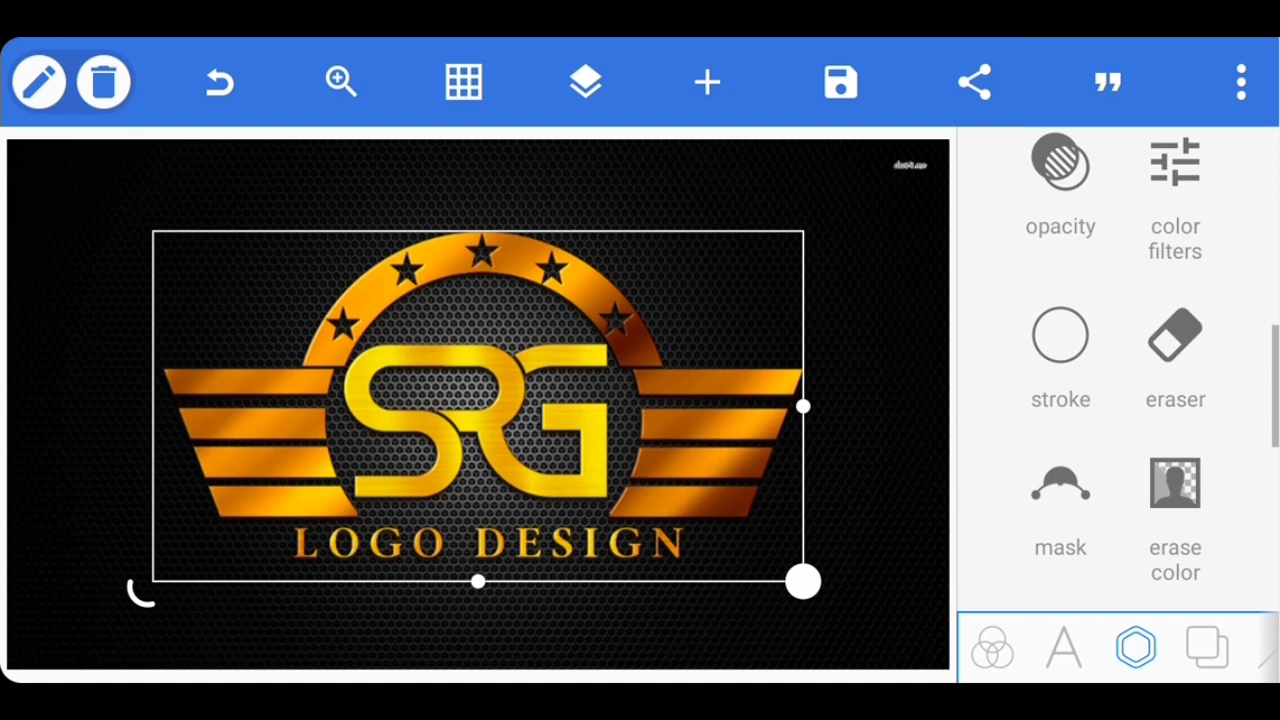 opacity
color
filters
SRG
stroke
eraser
LOGO DESIGN
mask
erase
color